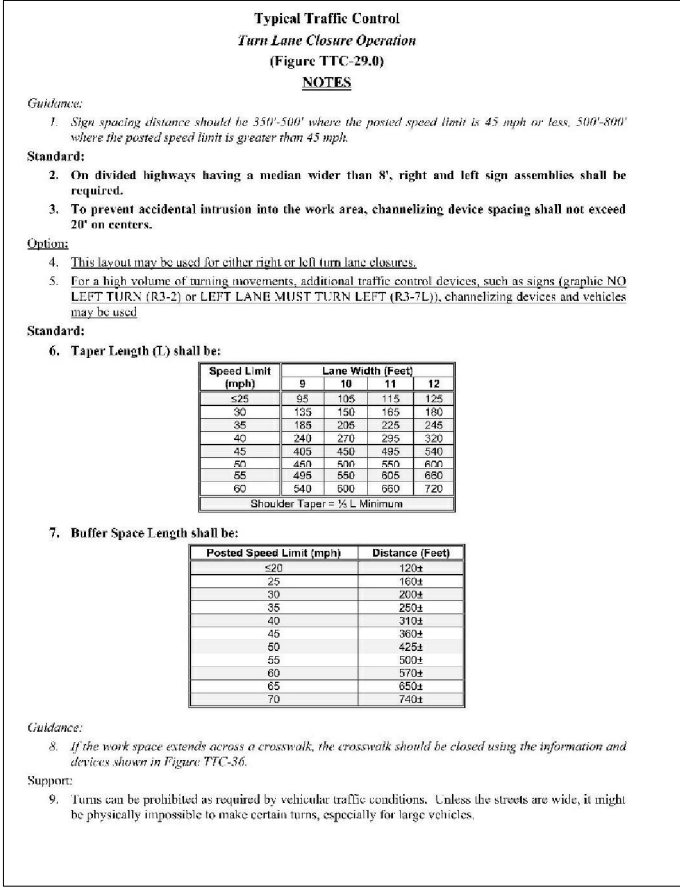 Typical Traffic Control
Turn Lane Closure Operation
(Figure TTC-29.0)
NOTES
Guidance:
1. Sign spacing distance should be 350'-500' where the posted speed limit is 45 mph or less, 500'-800'
where the posted speed limit is greater than 45 mph.
Standard:
2. On divided highways having a median wider than 8', right and left sign assemblies shall be
required.
3. To prevent accidental intrusion into the work area, channelizing device spacing shall not exceed
20' on centers.
Option:
4. This layout may be used for either right or left turn lane closures.
5. For a high volume of turning movements, additional traffic control devices, such as signs (graphic NO
LEFT TURN (R3-2) or LEFT LANE MUST TURN LEFT (R3-7L)), channelizing devices and vehicles
may be used
Standard:
6. Taper Length (L) shall be:
Speed Limit Lane Width (Feet)
(mph) 9 10 11 12
≤25 95 105 115 125
30 135 150 165 180
35 185 205 225 245
40 240 270 295 320
45 405 450 495 540
50 450 500 550 600
55 495 550 605 660
60 540 600 660 720
Shoulder Taper = ⅓ L Minimum
7. Buffer Space Length shall be:
Posted Speed Limit (mph) Distance (Feet)
≤20 120±
25 160±
30 200±
35 250±
40 310±
45 360±
50 425±
55 500±
60 570±
65 650±
70 740±
Guidance:
8. If the work space extends across a crosswalk, the crosswalk should be closed using the information and
devices shown in Figure TTC-36.
Support:
9. Turns can be prohibited as required by vehicular traffic conditions. Unless the streets are wide, it might
be physically impossible to make certain turns, especially for large vehicles.